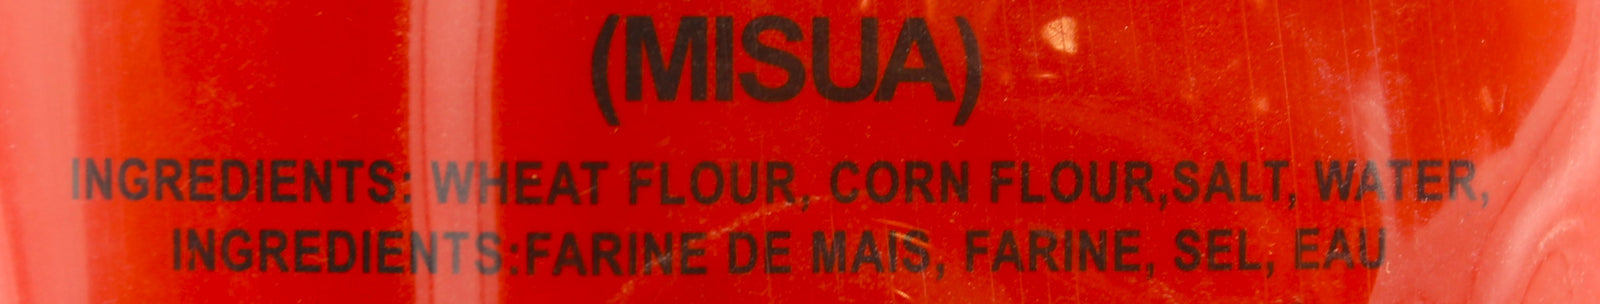 (MISUA)
INGREDIENTS: WHEAT FLOUR, CORN FLOUR,SALT, WATER,
INGREDIENTS:FARINE DE MAIS, FARINE, SEL, EAU